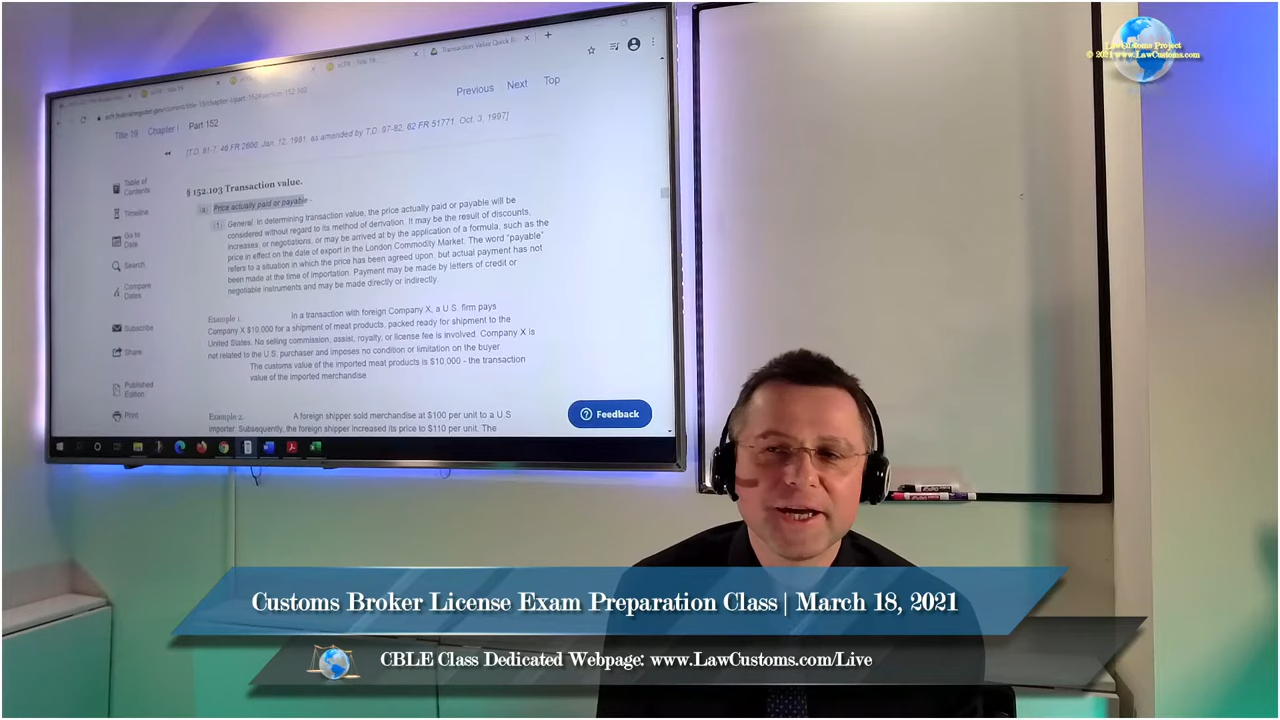 LawCustoms Project
© 2021 www.LawCustoms.com
Transaction Value Quick R
Previous Next Top
Title 19 Chapter I Part 152
[T.D. 81-7, 46 FR 2600, Jan. 12, 1981, as amended by T.D. 97-82, 62 FR 51771, Oct. 3, 1997]
Table of
Contents
Timeline
Go to
Date
Search
Compare
Dates
Subscribe
Share
Published
Edition
Print
§ 152.103 Transaction value.
(a) Price actually paid or payable -
(1) General. In determining transaction value, the price actually paid or payable will be
considered without regard to its method of derivation. It may be the result of discounts,
increases, or negotiations, or may be arrived at by the application of a formula, such as the
price in effect on the date of export in the London Commodity Market. The word "payable"
refers to a situation in which the price has been agreed upon, but actual payment has not
been made at the time of importation. Payment may be made by letters of credit or
negotiable instruments and may be made directly or indirectly.
Example 1. In a transaction with foreign Company X, a U.S. firm pays
Company X $10,000 for a shipment of meat products, packed ready for shipment to the
United States. No selling commission, assist, royalty, or license fee is involved. Company X is
not related to the U.S. purchaser and imposes no condition or limitation on the buyer.
The customs value of the imported meat products is $10,000 - the transaction
value of the imported merchandise
Example 2. A foreign shipper sold merchandise at $100 per unit to a U.S
importer. Subsequently, the foreign shipper increased its price to $110 per unit. The
Feedback
Customs Broker License Exam Preparation Class | March 18, 2021
CBLE Class Dedicated Webpage: www.LawCustoms.com/Live